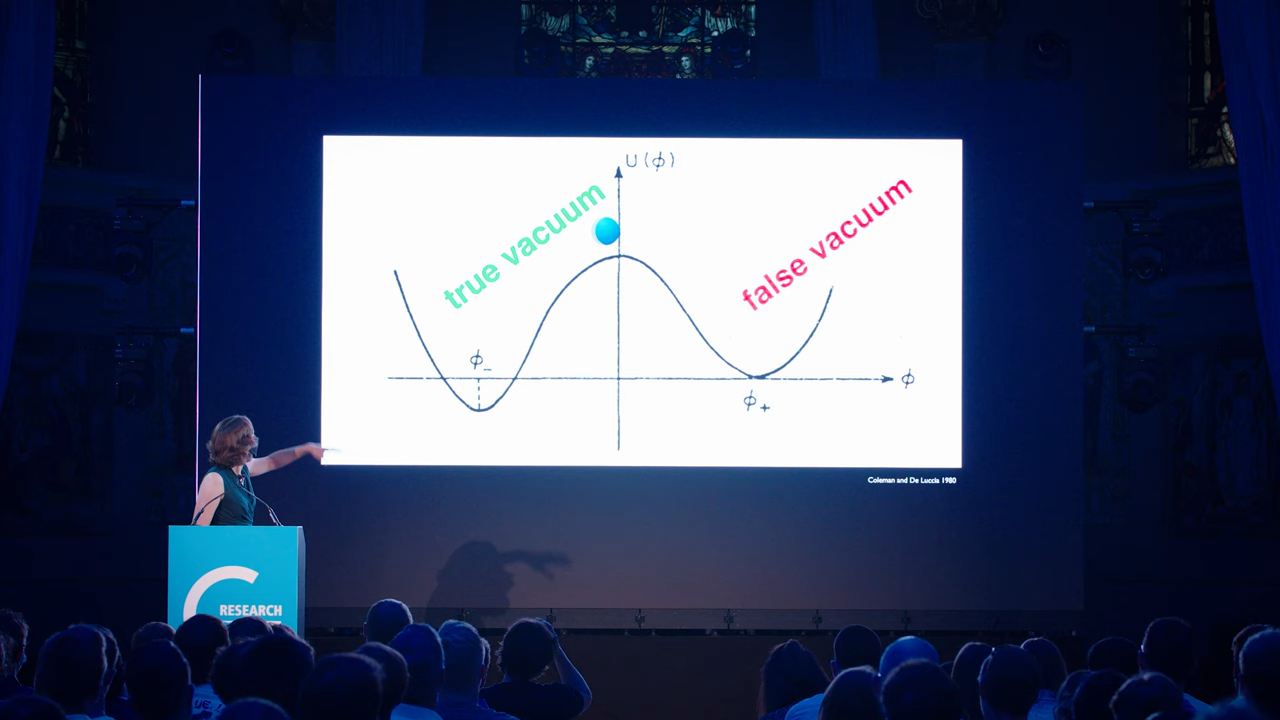 U(ϕ)
true vacuum
false vacuum
ϕ₋
ϕ
ϕ₊
Coleman and De Luccia 1980
RESEARCH